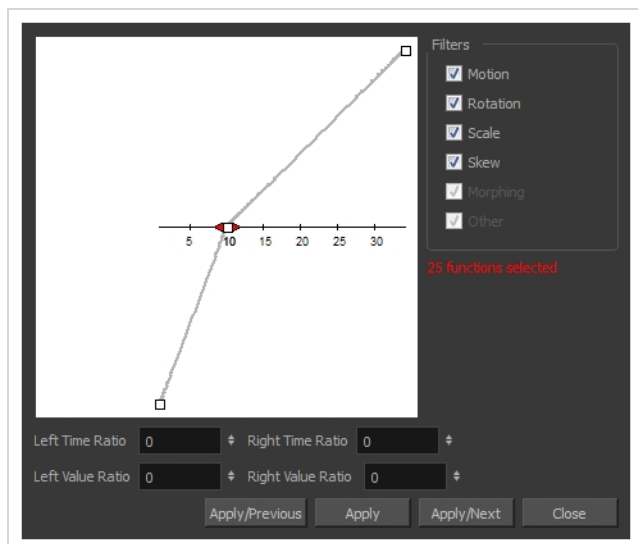 Filters
Motion
Rotation
Scale
Skew
Morphing
Other
5 10 15 20 25 30
25 functions selected
Left Time Ratio 0 Right Time Ratio 0
Left Value Ratio 0 Right Value Ratio 0
Apply/Previous Apply Apply/Next Close